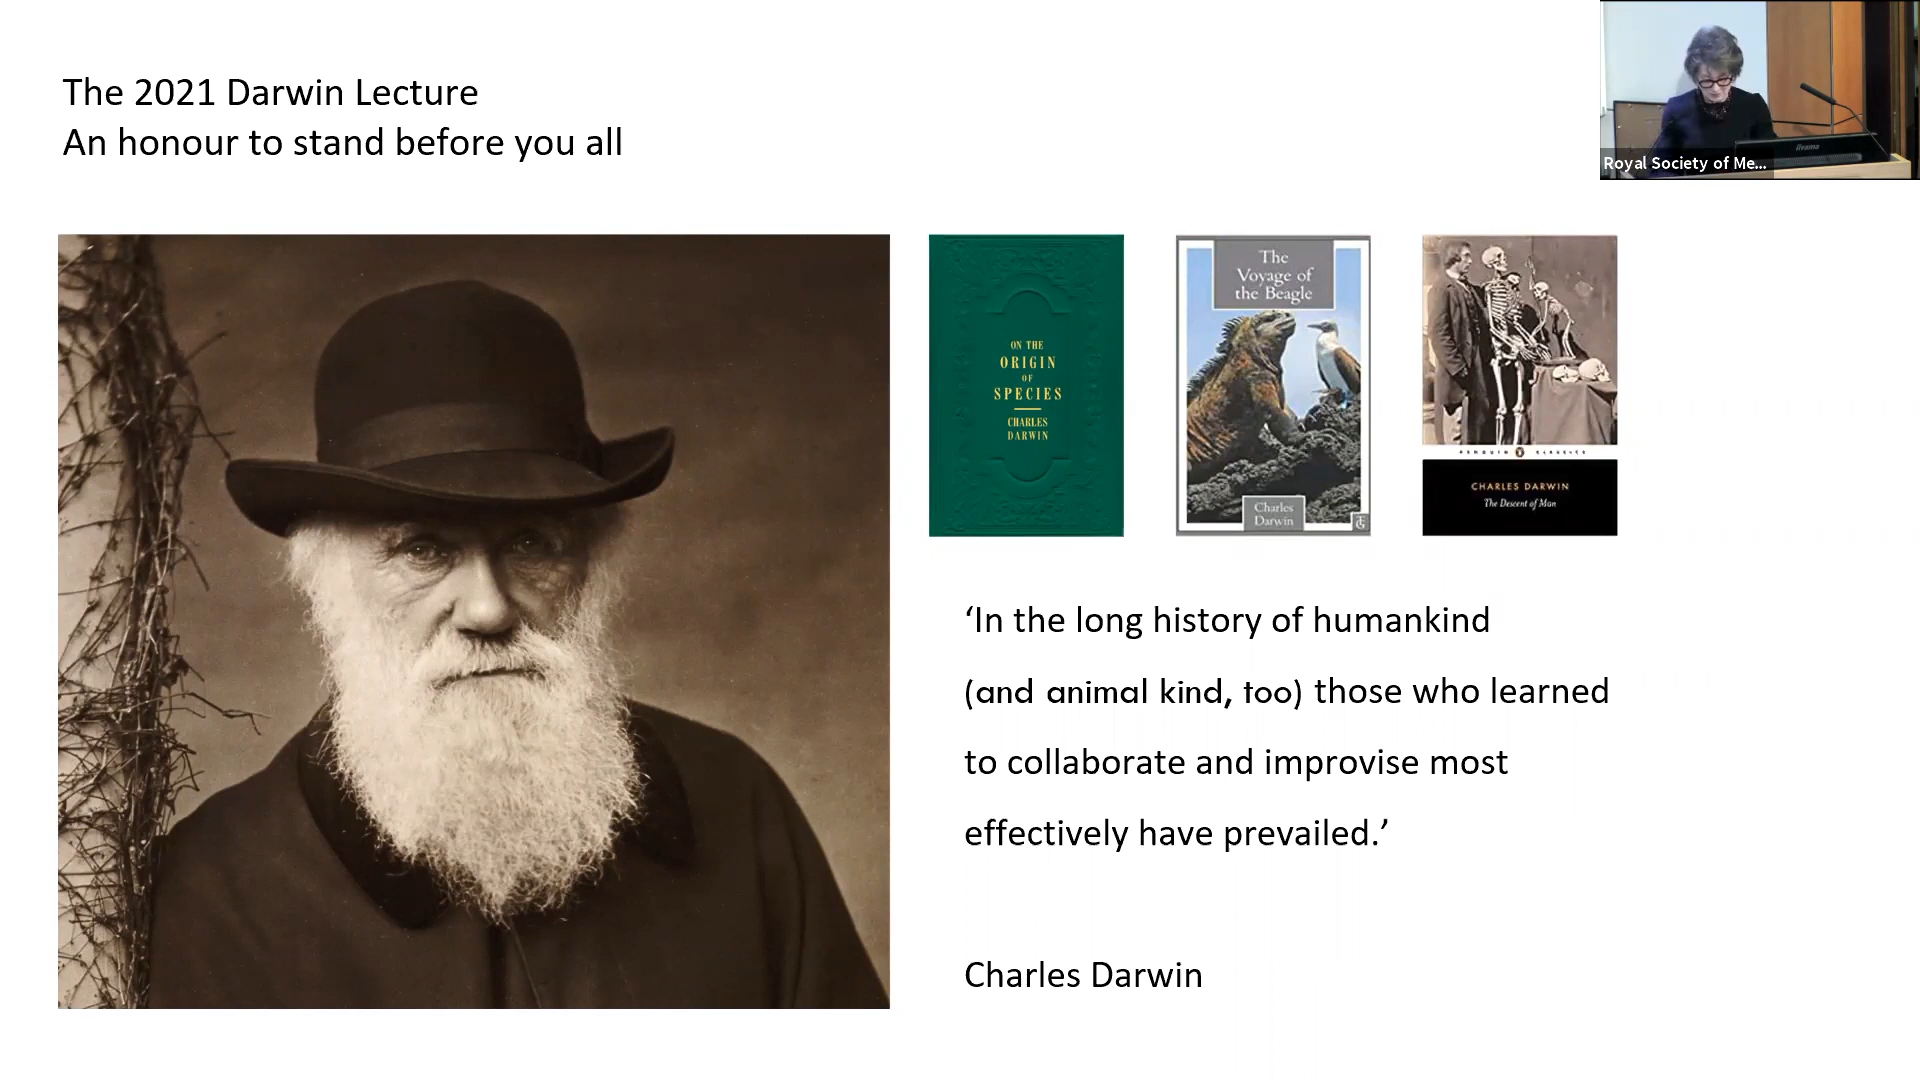 The 2021 Darwin Lecture
An honour to stand before you all
Royal Society of Me...
iiyama
ON THE
ORIGIN
OF
SPECIES
CHARLES
DARWIN
The
Voyage of
the Beagle
Charles
Darwin
PENGUIN CLASSICS
CHARLES DARWIN
The Descent of Man
‘In the long history of humankind
(and animal kind, too) those who learned
to collaborate and improvise most
effectively have prevailed.’
Charles Darwin